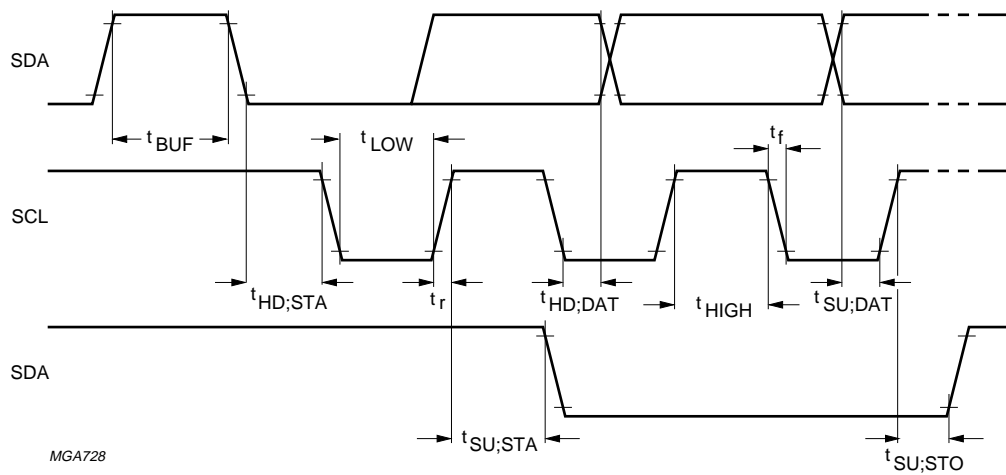 SDA
t BUF
t LOW
t f
SCL
t HD;STA
t r
t HD;DAT
t HIGH
t SU;DAT
SDA
t SU;STA
t SU;STO
MGA728